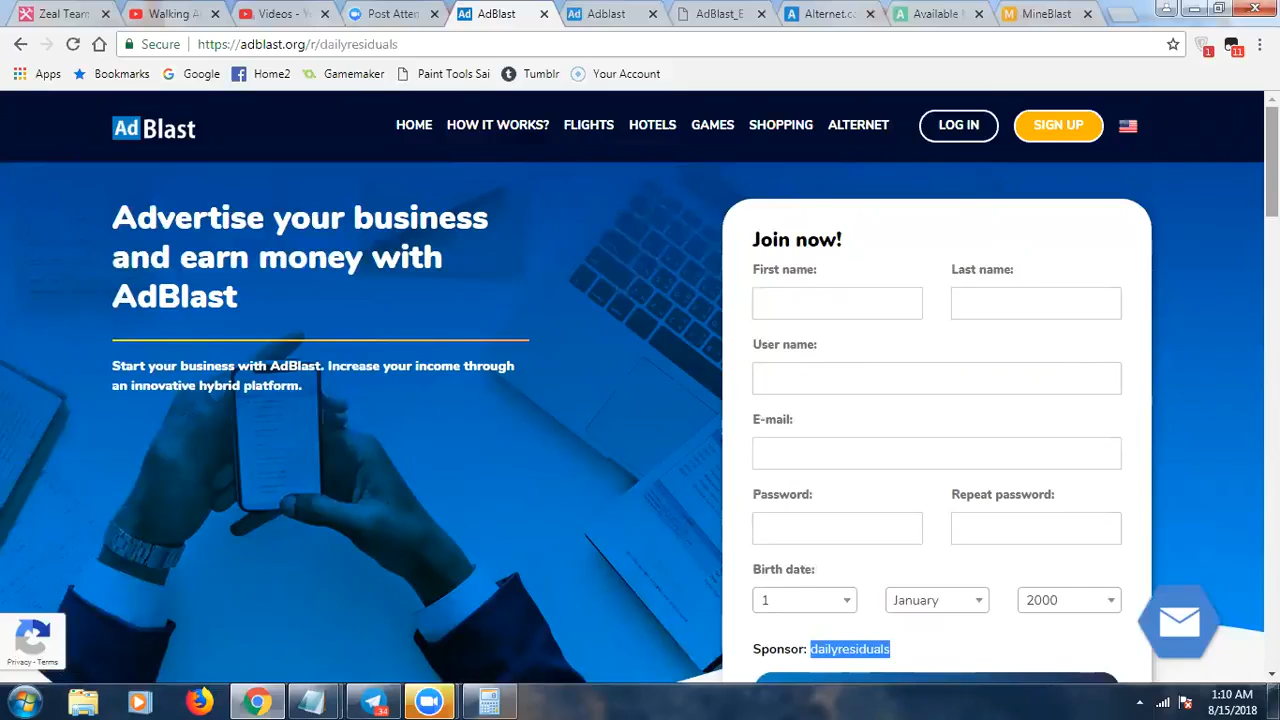 Zeal Team
Walking A
Videos - Yo
Post Atten
AdBlast
Adblast
AdBlast_E
Alternet.c
Available
MineBlast
Secure https://adblast.org/r/dailyresiduals
1
11
Apps Bookmarks Google Home2 Gamemaker Paint Tools Sai Tumblr Your Account
AdBlast
HOME HOW IT WORKS? FLIGHTS HOTELS GAMES SHOPPING ALTERNET LOG IN SIGN UP
Advertise your business
and earn money with
AdBlast
Start your business with AdBlast. Increase your income through
an innovative hybrid platform.
Join now!
First name: Last name:
User name:
E-mail:
Password: Repeat password:
Birth date:
1 January 2000
Sponsor: dailyresiduals
Privacy - Terms
1:10 AM
8/15/2018